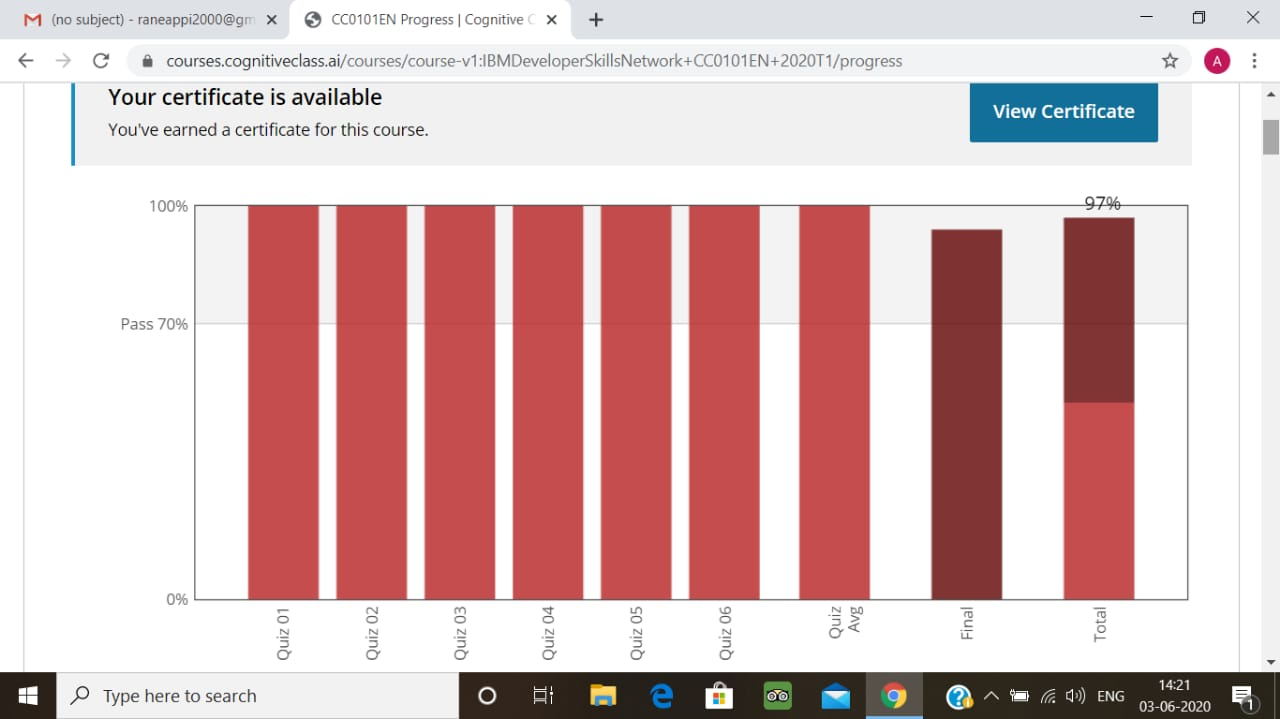 (no subject) - raneappi2000@gm
CC0101EN Progress | Cognitive C
courses.cognitiveclass.ai/courses/course-v1:IBMDeveloperSkillsNetwork+CC0101EN+2020T1/progress
A
Your certificate is available
You've earned a certificate for this course.
View Certificate
100%
97%
Pass 70%
0%
Quiz 01
Quiz 02
Quiz 03
Quiz 04
Quiz 05
Quiz 06
Quiz
Avg
Final
Total
Type here to search
ENG
14:21
03-06-2020
1